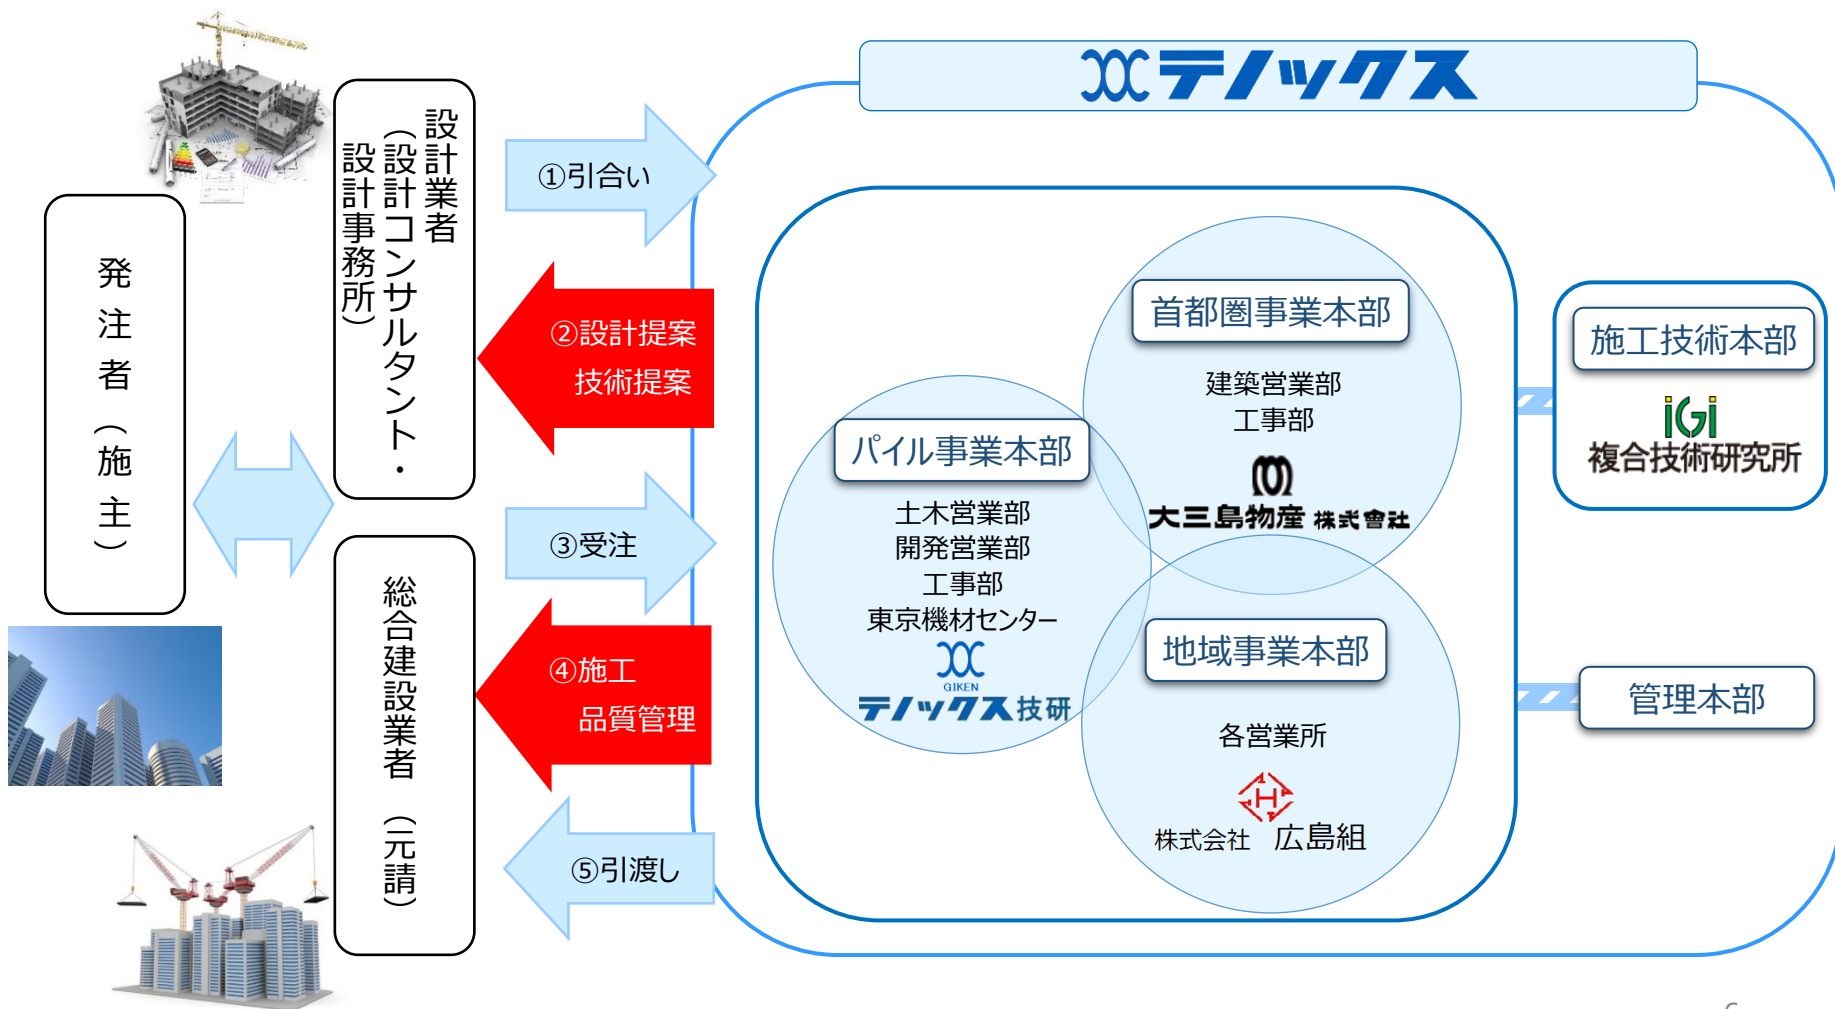 テノックス
発注者（施主）
設計業者
（設計コンサルタント・
設計事務所）
総合建設業者（元請）
①引合い
②設計提案
技術提案
③受注
④施工
品質管理
⑤引渡し
パイル事業本部
土木営業部
開発営業部
工事部
東京機材センター
GIKEN
テノックス技研
首都圏事業本部
建築営業部
工事部
大三島物産 株式會社
地域事業本部
各営業所
H
株式会社 広島組
施工技術本部
iGi
複合技術研究所
管理本部